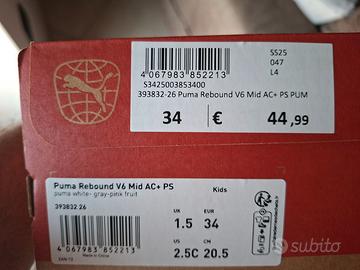 SS25
047
L4
4 067983 852213
S3425003853400
393832-26 Puma Rebound V6 Mid AC+ PS PUM
34 € 44,99
Puma Rebound V6 Mid AC+ PS
puma white- gray-pink fruit
Kids
393832 26
UK EUR
1.5 34
US CM
2.5C 20.5
4 067983 852213
subito